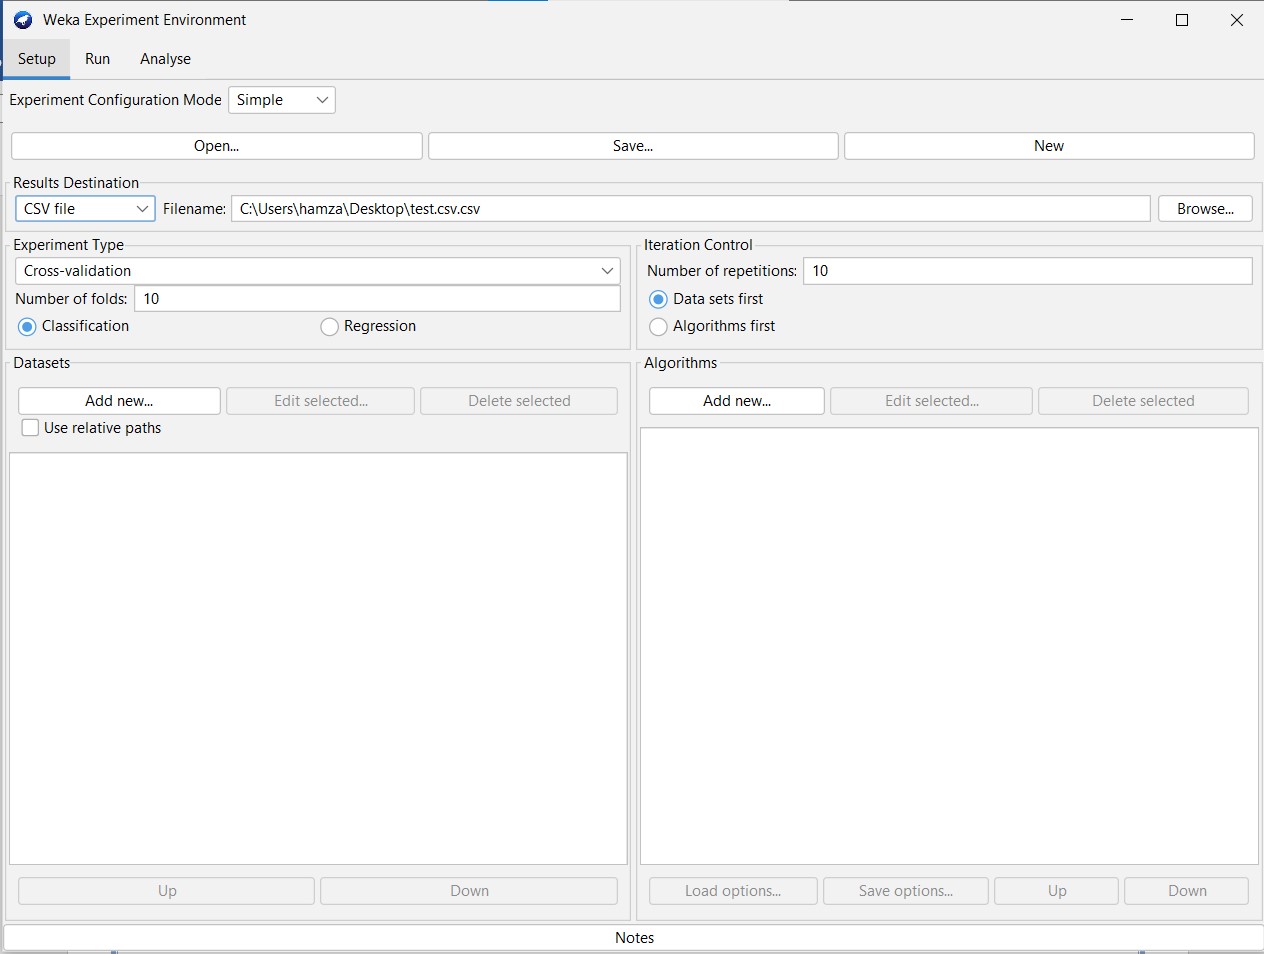 Weka Experiment Environment
Setup Run Analyse
Experiment Configuration Mode Simple
Open... Save... New
Results Destination
CSV file Filename: C:\Users\hamza\Desktop\test.csv.csv Browse...
Experiment Type
Cross-validation
Number of folds: 10
Classification Regression
Iteration Control
Number of repetitions: 10
Data sets first
Algorithms first
Datasets
Add new... Edit selected... Delete selected
Use relative paths
Up Down
Algorithms
Add new... Edit selected... Delete selected
Load options... Save options... Up Down
Notes